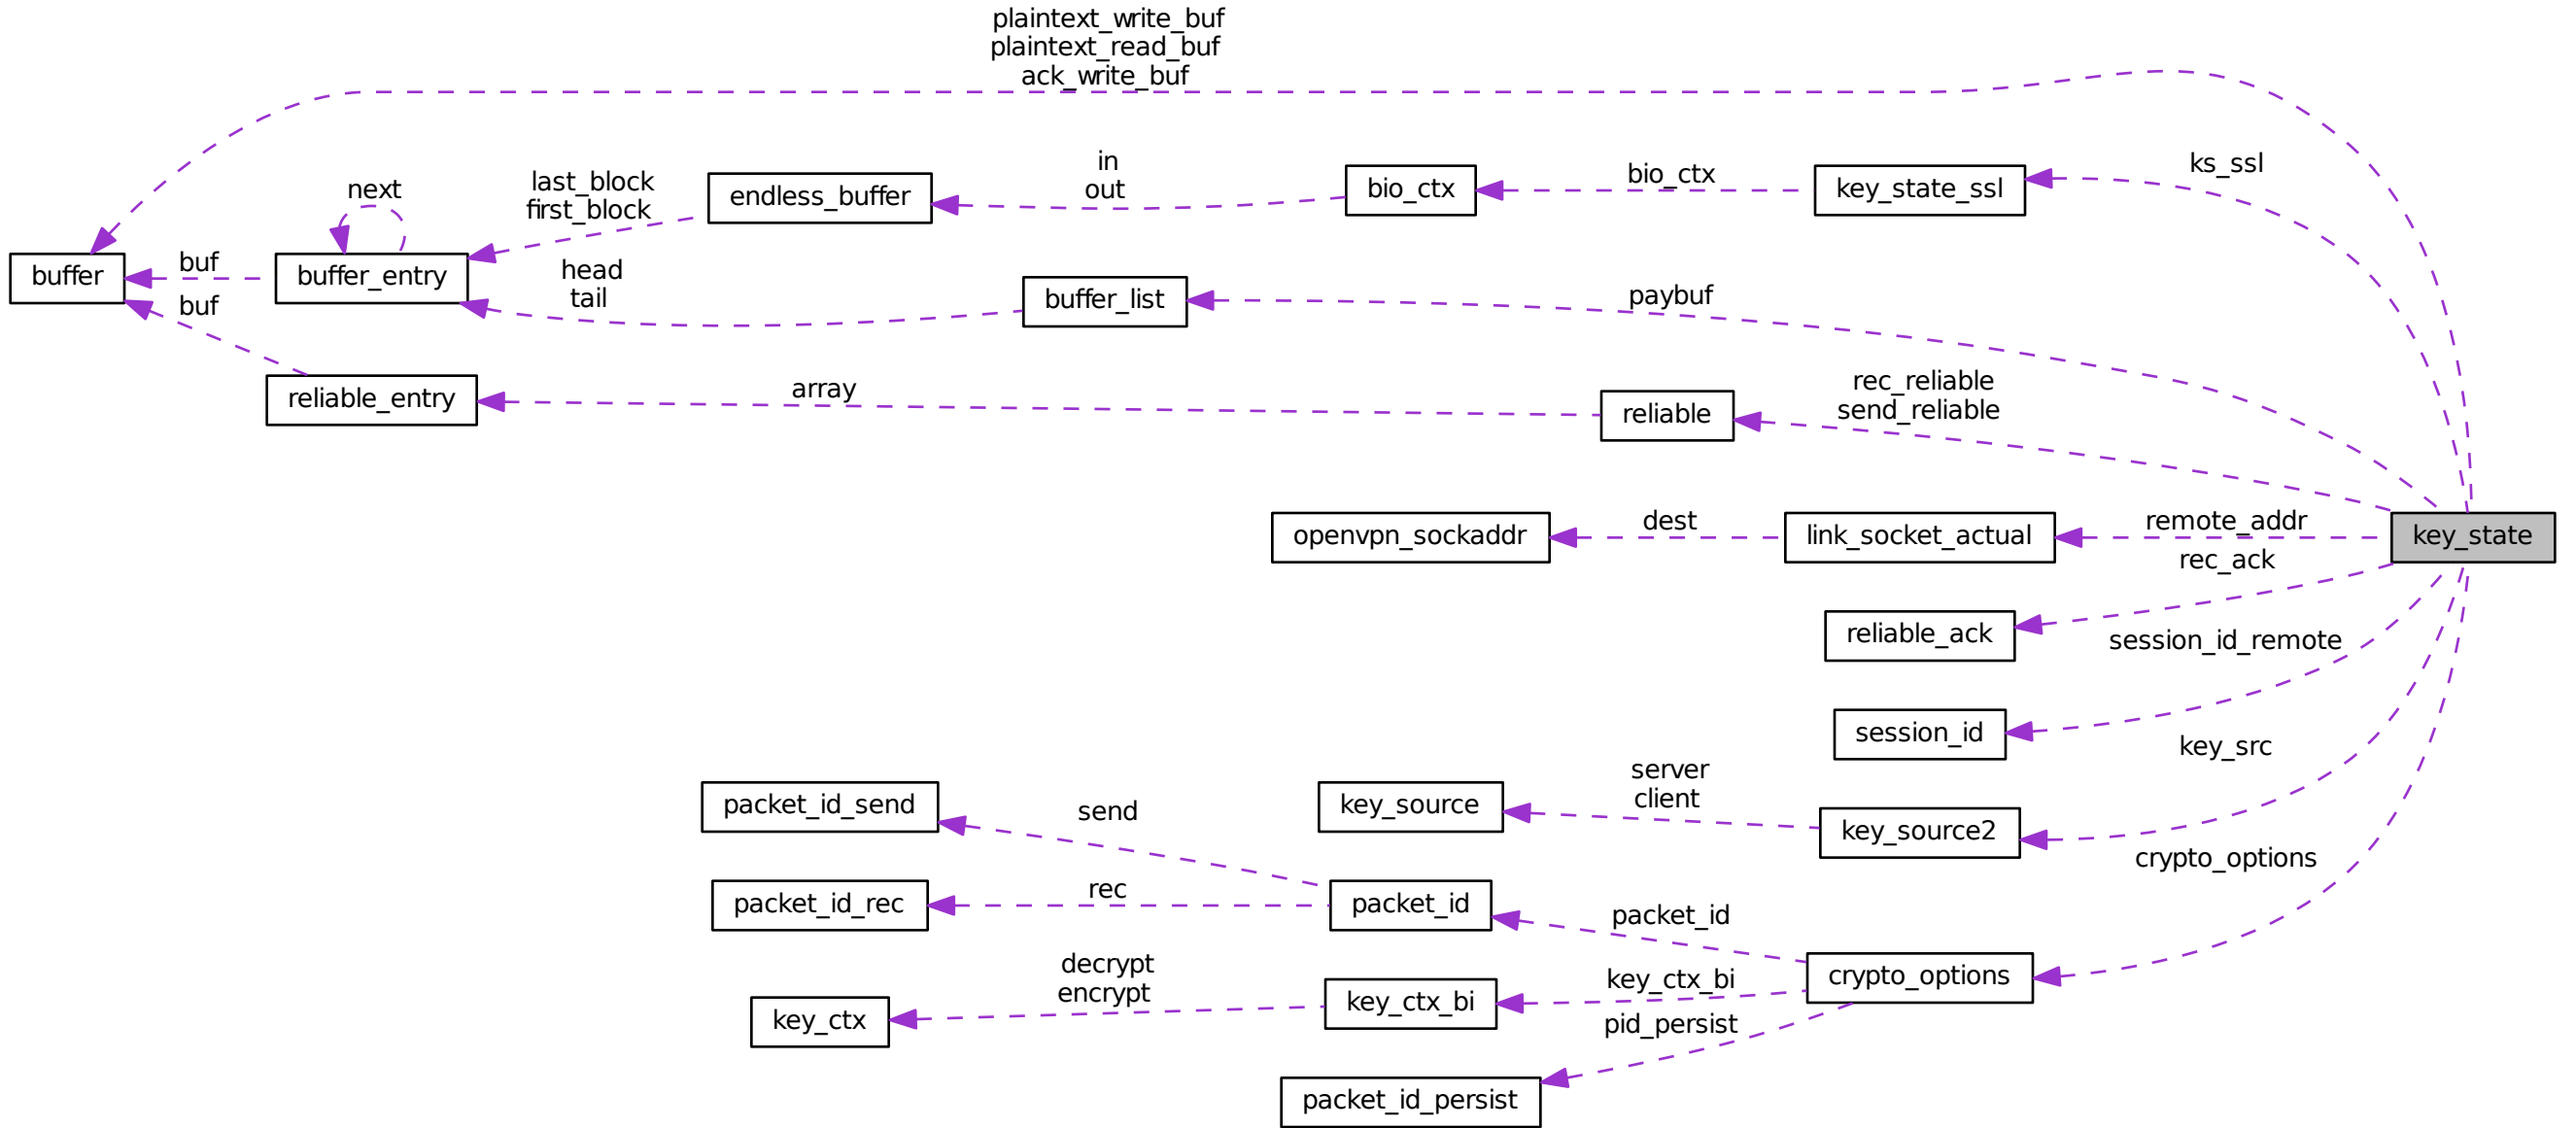 plaintext_write_buf
plaintext_read_buf
ack_write_buf
in
out
bio_ctx
ks_ssl
last_block
first_block
next
endless_buffer
bio_ctx
key_state_ssl
buf
buffer
buffer_entry
buf
head
tail
buffer_list
paybuf
reliable_entry
array
reliable
rec_reliable
send_reliable
openvpn_sockaddr
dest
link_socket_actual
remote_addr
key_state
rec_ack
reliable_ack
session_id_remote
session_id
key_src
packet_id_send
send
key_source
server
client
key_source2
crypto_options
packet_id_rec
rec
packet_id
packet_id
decrypt
encrypt
key_ctx
key_ctx_bi
key_ctx_bi
crypto_options
pid_persist
packet_id_persist